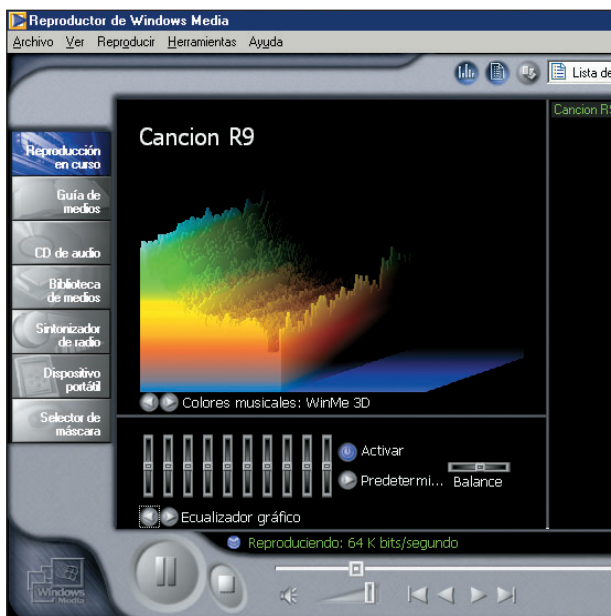 Reproductor de Windows Media
Archivo Ver Reproducir Herramientas Ayuda
Lista de
Cancion R9
Cancion R9
Reproducción
en curso
Guía de
medios
CD de audio
Biblioteca
de medios
Sintonizador
de radio
Dispositivo
portátil
Selector de
máscara
Colores musicales: WinMe 3D
Activar
Predetermi... Balance
Ecualizador gráfico
Reproduciendo: 64 K bits/segundo
Windows
Media